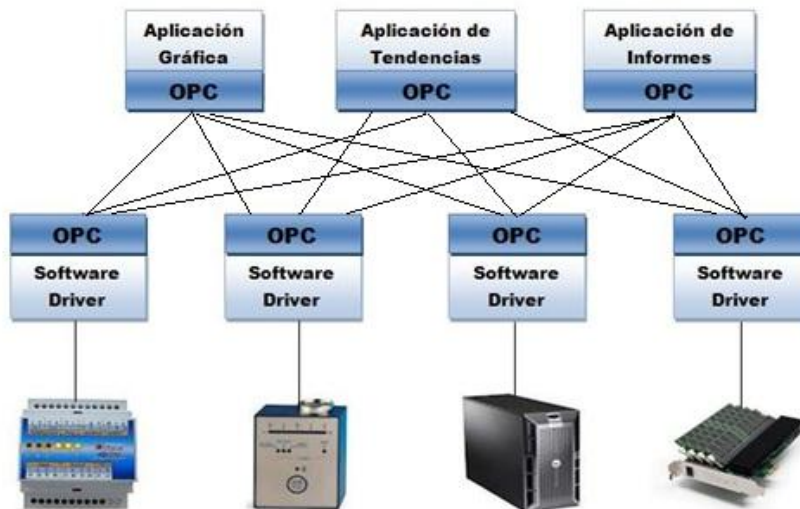 Aplicación
Gráfica
OPC
Aplicación de
Tendencias
OPC
Aplicación de
Informes
OPC
OPC
Software
Driver
OPC
Software
Driver
OPC
Software
Driver
OPC
Software
Driver